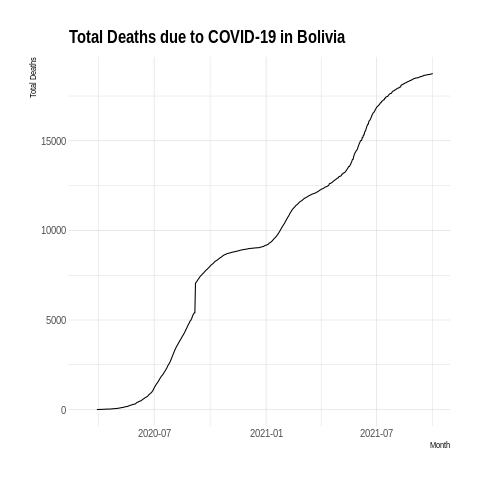 Total Deaths due to COVID-19 in Bolivia
Total Deaths
15000
10000
5000
0
2020-07
2021-01
2021-07
Month